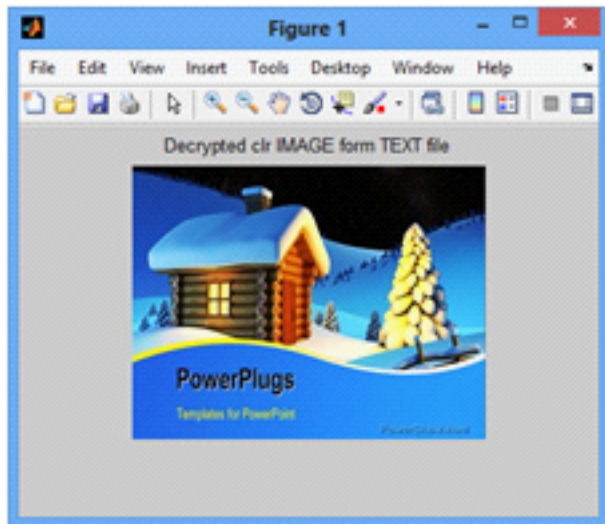 Figure 1
File Edit View Insert Tools Desktop Window Help
Decrypted clr IMAGE form TEXT file
PowerPlugs
Templates for PowerPoint